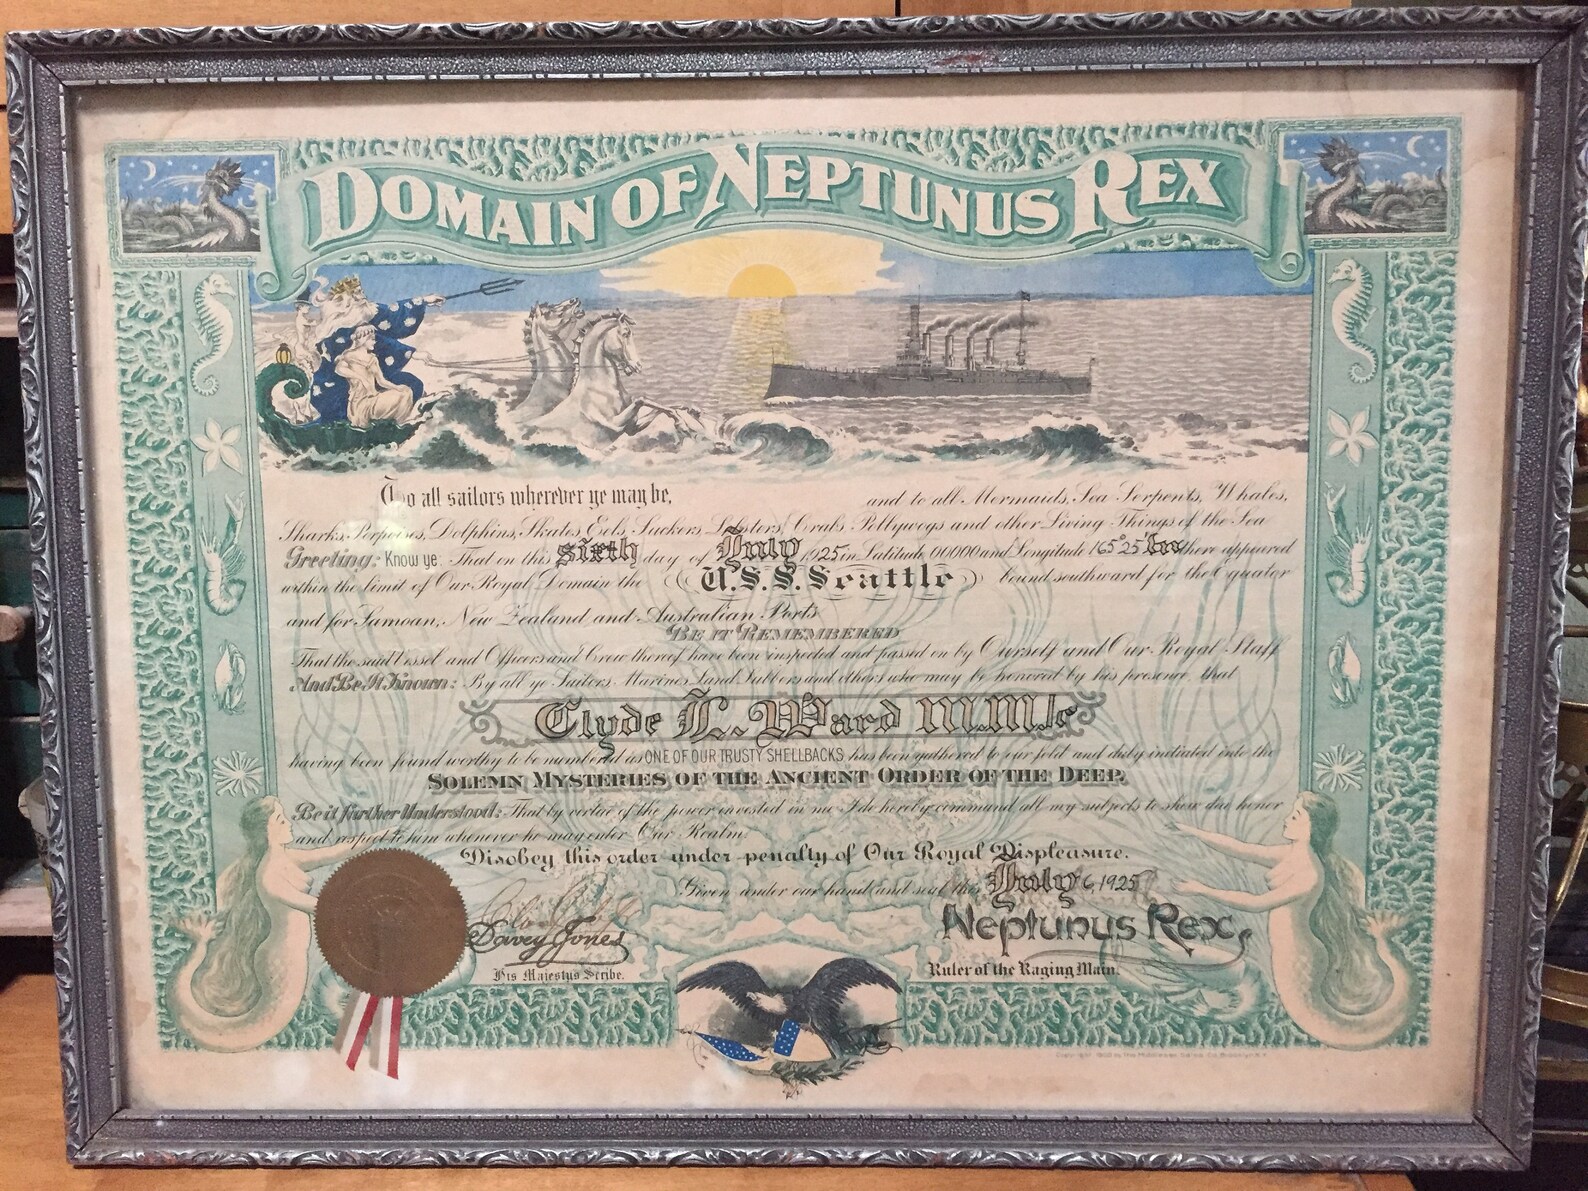 DOMAIN OF NEPTUNUS REX
To all sailors wherever ye may be, and to all Mermaids, Sea Serpents, Whales,
Sharks, Porpoises, Dolphins, Skates, Eels, Suckers, Lobsters, Crabs, Pollywogs and other Living Things of the Sea
Greeting: Know ye: That on this sixth day of July 1925 in Latitude 00000 and Longitude 165°25' there appeared
within the limit of Our Royal Domain the U.S.S. Seattle bound southward for the Equator
and for Samoan, New Zealand and Australian Ports
BE IT REMEMBERED
That the said Vessel and Officers and Crew thereof have been inspected and passed on by Ourself and Our Royal Staff
And Be It Known: By all ye Sailors, Marines, Land Lubbers and others who may be honored by his presence, that
Clyde L. Ward M.M.1c
having been found worthy to be numbered as ONE OF OUR TRUSTY SHELLBACKS has been gathered to our fold and duly initiated into the
SOLEMN MYSTERIES OF THE ANCIENT ORDER OF THE DEEP.
Be it further Understood: That by virtue of the power invested in me I do hereby command all my subjects to show due honor
and respect to him whenever he may enter Our Realm
Disobey this order under penalty of Our Royal Displeasure.
Given under our hand and seal this July 6, 1925
Davey Jones Neptunus Rex,
His Majestys Scribe. Ruler of the Raging Main.